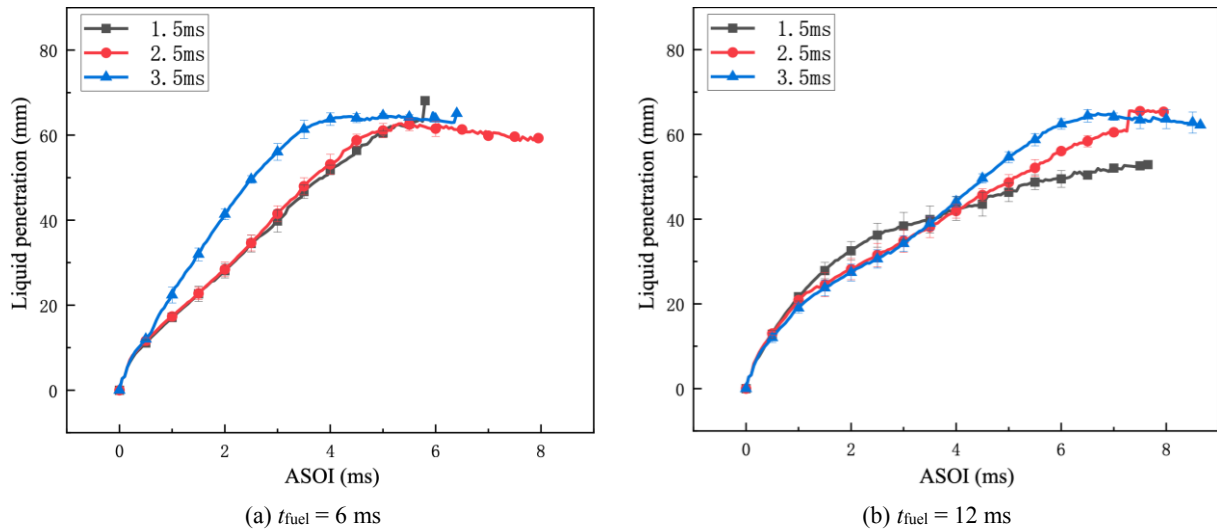 1.5ms
2.5ms
3.5ms
80
60
40
20
0
Liquid penetration (mm)
0 2 4 6 8
ASOI (ms)
(a) tfuel = 6 ms
1.5ms
2.5ms
3.5ms
80
60
40
20
0
Liquid penetration (mm)
0 2 4 6 8
ASOI (ms)
(b) tfuel = 12 ms